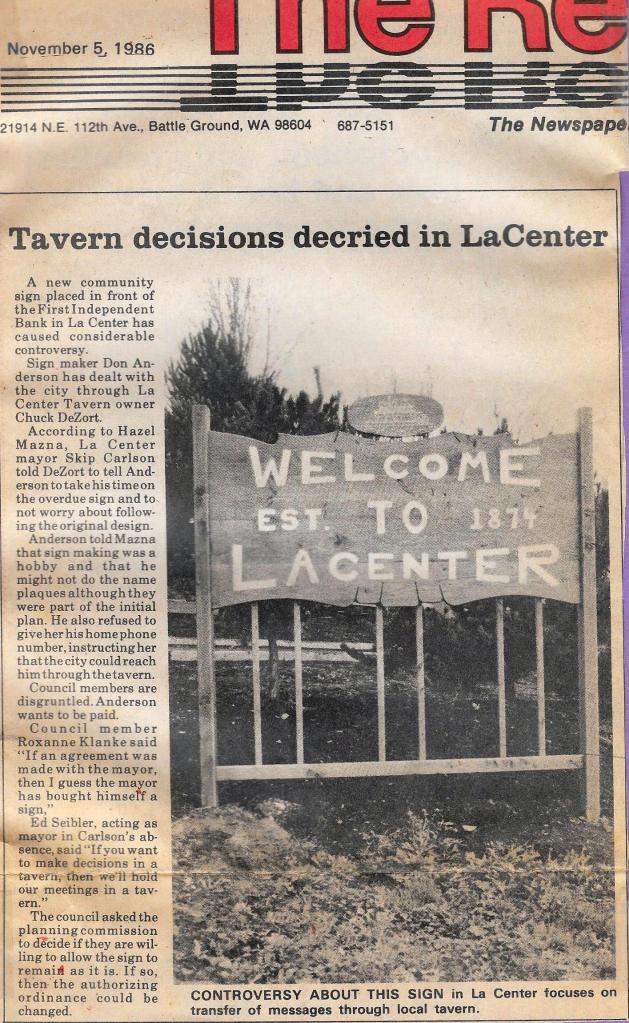 November 5, 1986
The Re
21914 N.E. 112th Ave., Battle Ground, WA 98604 687-5151
The Newspape
Tavern decisions decried in LaCenter
A new community
sign placed in front of
the First Independent
Bank in La Center has
caused considerable
controversy.
Sign maker Don An-
derson has dealt with
the city through La
Center Tavern owner
Chuck DeZort.
According to Hazel
Mazna, La Center
mayor Skip Carlson
told DeZort to tell And-
erson to take his time on
the overdue sign and to
not worry about follow-
ing the original design.
Anderson told Mazna
that sign making was a
hobby and that he
might not do the name
plaques although they
were part of the initial
plan. He also refused to
give her his home phone
number, instructing her
that the city could reach
him through the tavern.
Council members are
disgruntled. Anderson
wants to be paid.
Council member
Roxanne Klanke said
"If an agreement was
made with the mayor,
then I guess the mayor
has bought himself a
sign,"
Ed Seibler, acting as
mayor in Carlson's ab-
sence, said "If you want
to make decisions in a
tavern, then we'll hold
our meetings in a tav-
ern."
The council asked the
planning commission
to decide if they are wil-
ling to allow the sign to
remain as it is. If so,
then the authorizing
ordinance could be
changed.
WELCOME
EST. TO 1874
LACENTER
CONTROVERSY ABOUT THIS SIGN in La Center focuses on
transfer of messages through local tavern.